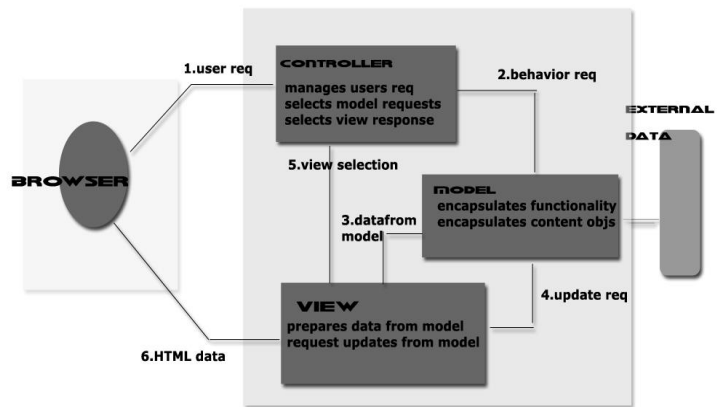 CONTROLLER
1.user req
2.behavior req
manages users req
selects model requests
selects view response
EXTERNAL
DATA
5.view selection
BROWSER
MODEL
encapsulates functionality
encapsulates content objs
3.datafrom
model
VIEW
4.update req
prepares data from model
request updates from model
6.HTML data